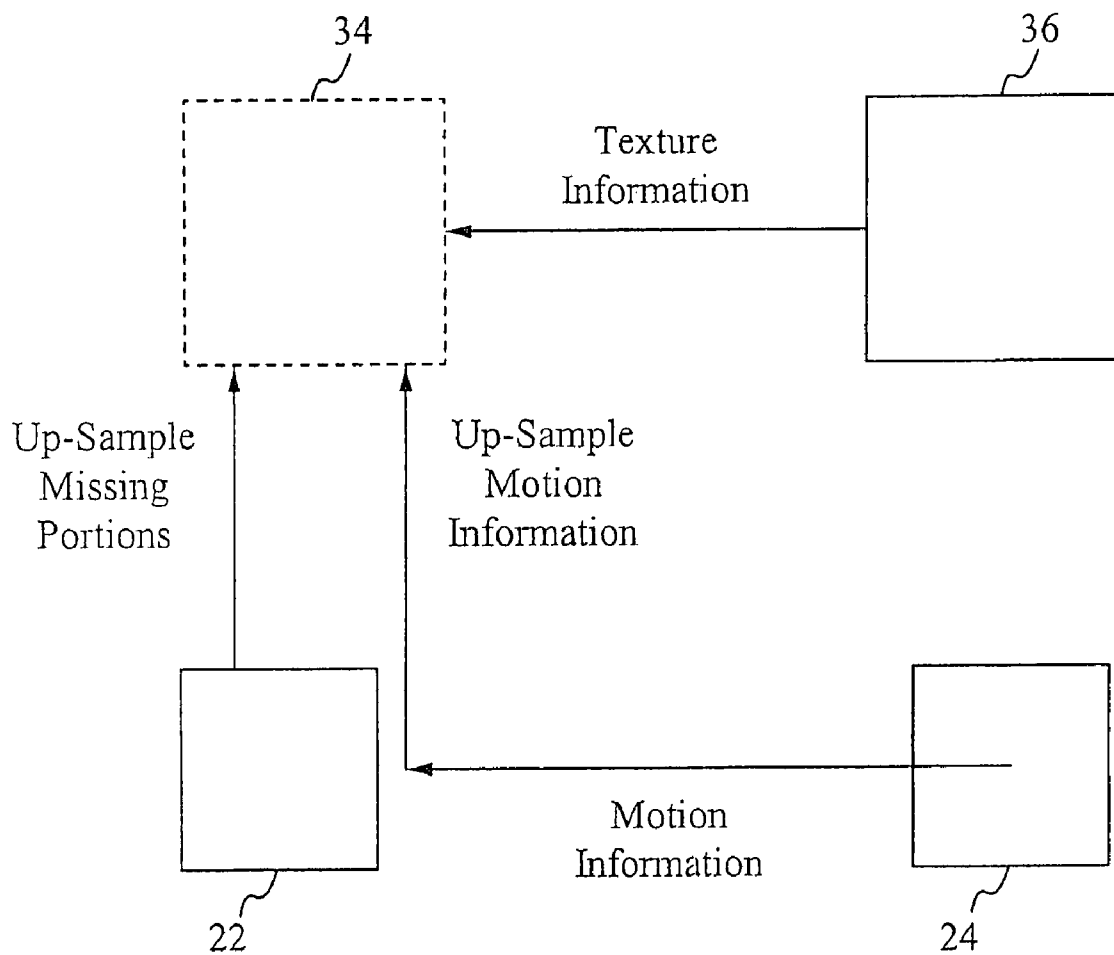 34
36
Texture
Information
Up-Sample
Missing
Portions
Up-Sample
Motion
Information
Motion
Information
22
24